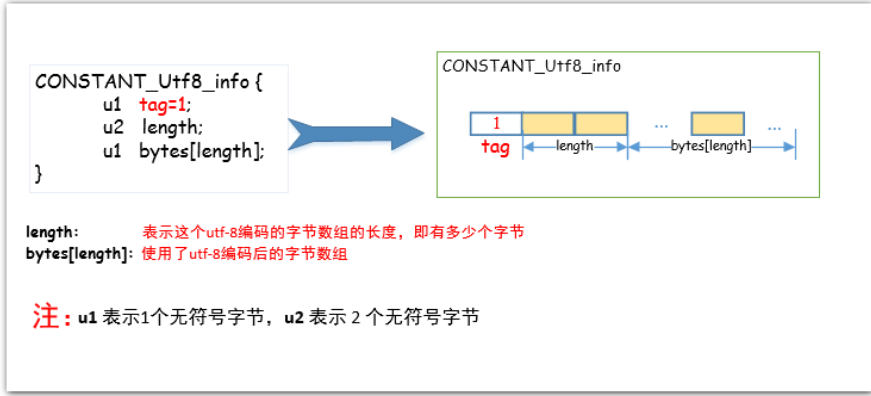 CONSTANT_Utf8_info {
u1 tag=1;
u2 length;
u1 bytes[length];
}
CONSTANT_Utf8_info
1
... ...
tag length bytes[length]
length: 表示这个utf-8编码的字节数组的长度，即有多少个字节
bytes[length]: 使用了utf-8编码后的字节数组
注：u1 表示1个无符号字节，u2 表示 2 个无符号字节